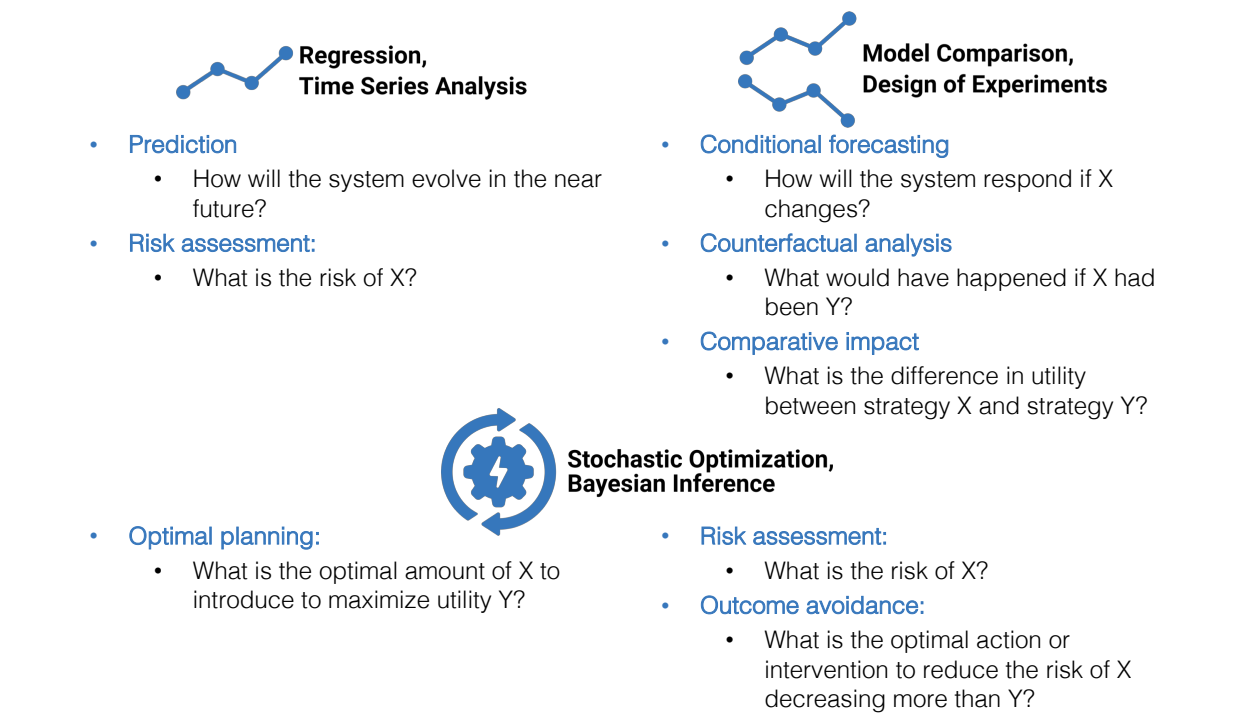 Regression,
Time Series Analysis
• Prediction
• How will the system evolve in the near
future?
• Risk assessment:
• What is the risk of X?
Model Comparison,
Design of Experiments
• Conditional forecasting
• How will the system respond if X
changes?
• Counterfactual analysis
• What would have happened if X had
been Y?
• Comparative impact
• What is the difference in utility
between strategy X and strategy Y?
Stochastic Optimization,
Bayesian Inference
• Optimal planning:
• What is the optimal amount of X to
introduce to maximize utility Y?
• Risk assessment:
• What is the risk of X?
• Outcome avoidance:
• What is the optimal action or
intervention to reduce the risk of X
decreasing more than Y?